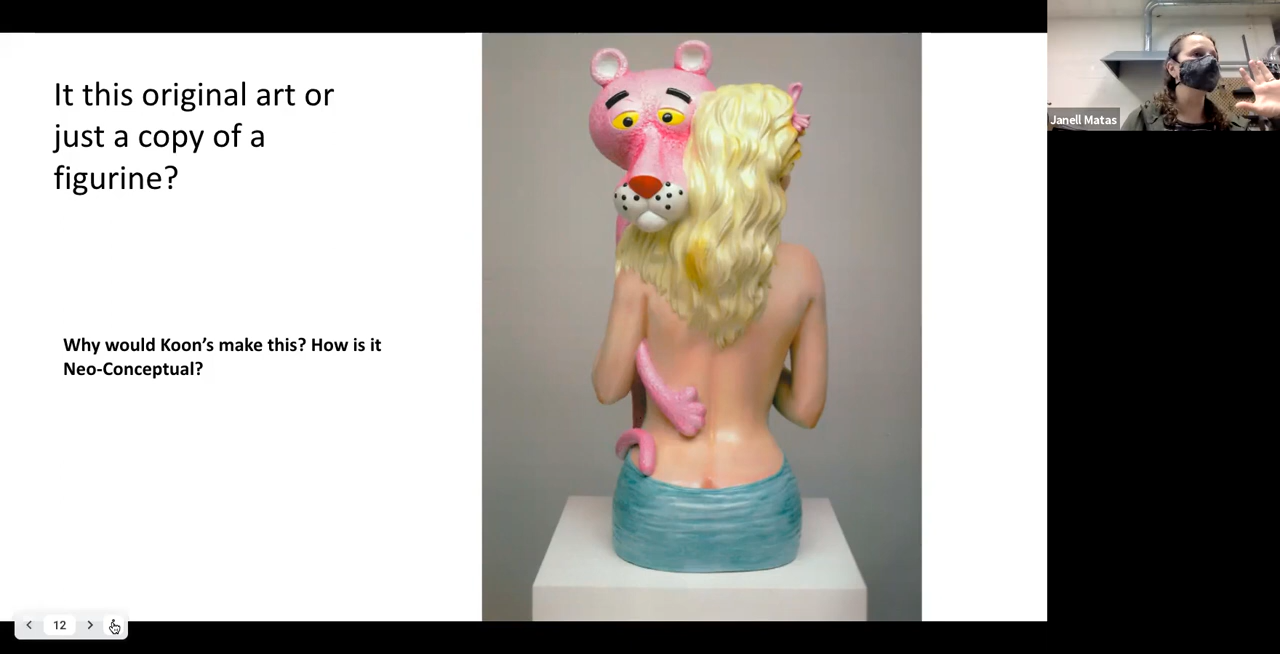 It this original art or
just a copy of a
figurine?
Why would Koon's make this? How is it
Neo-Conceptual?
Janell Matas
12